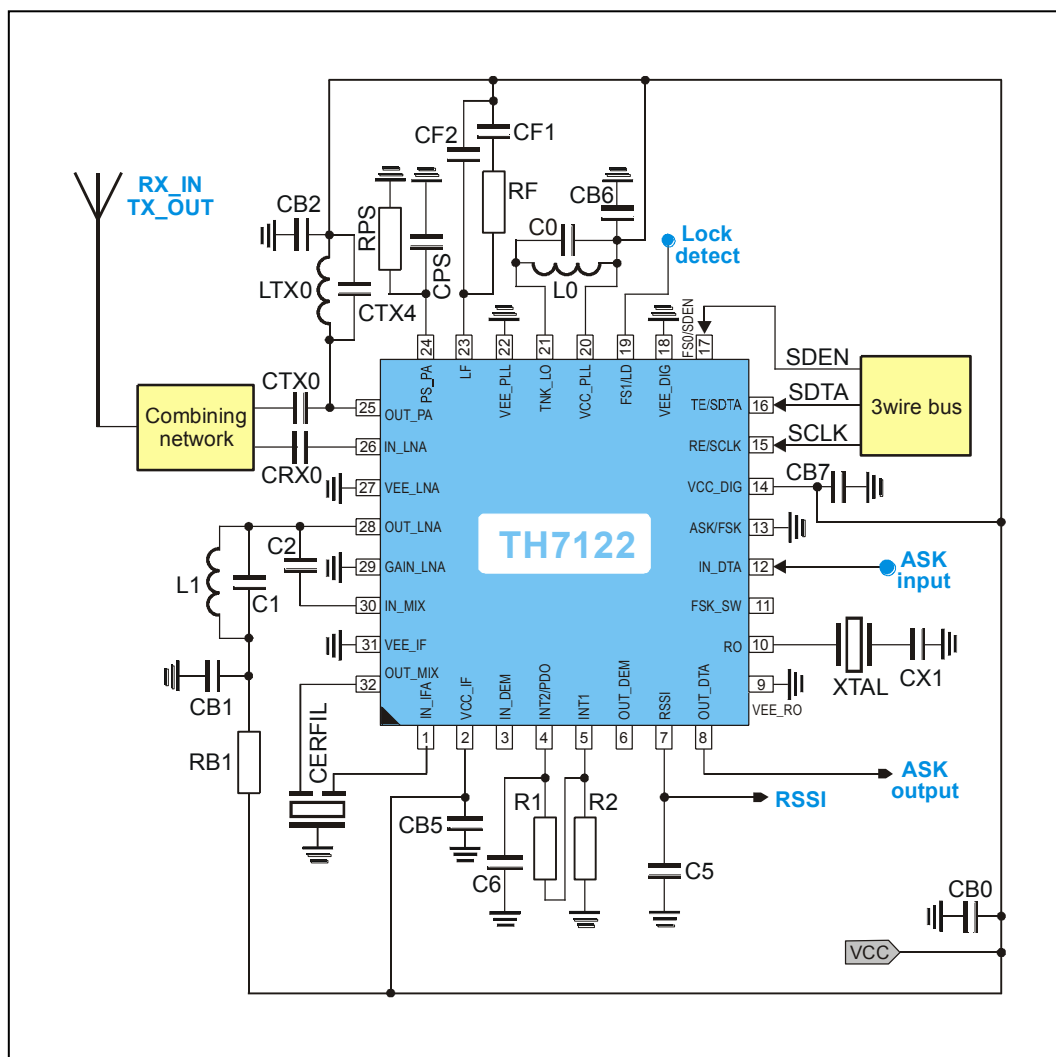 RX_IN
TX_OUT
CB2
LTX0
CTX4
RPS
CPS
CF2
CF1
RF
C0
L0
CB6
Lock
detect
24
23
22
21
20
19
18
17
PS_PA
LF
VEE_PLL
TNK_LO
VCC_PLL
FS1/LD
VEE_DIG
FS0/SDEN
SDEN
SDTA
SCLK
3wire bus
Combining
network
CTX0
CRX0
25
OUT_PA
26
IN_LNA
27
VEE_LNA
28
OUT_LNA
29
GAIN_LNA
30
IN_MIX
31
VEE_IF
32
OUT_MIX
TH7122
TE/SDTA
16
RE/SCLK
15
VCC_DIG
14
CB7
ASK/FSK
13
IN_DTA
12
ASK
input
FSK_SW
11
RO
10
XTAL
CX1
9
VEE_RO
L1
C1
C2
CB1
RB1
CERFIL
IN_IFA
VCC_IF
IN_DEM
INT2/PDO
INT1
OUT_DEM
RSSI
OUT_DTA
1
2
3
4
5
6
7
8
CB5
C6
R1
R2
C5
RSSI
ASK
output
CB0
VCC